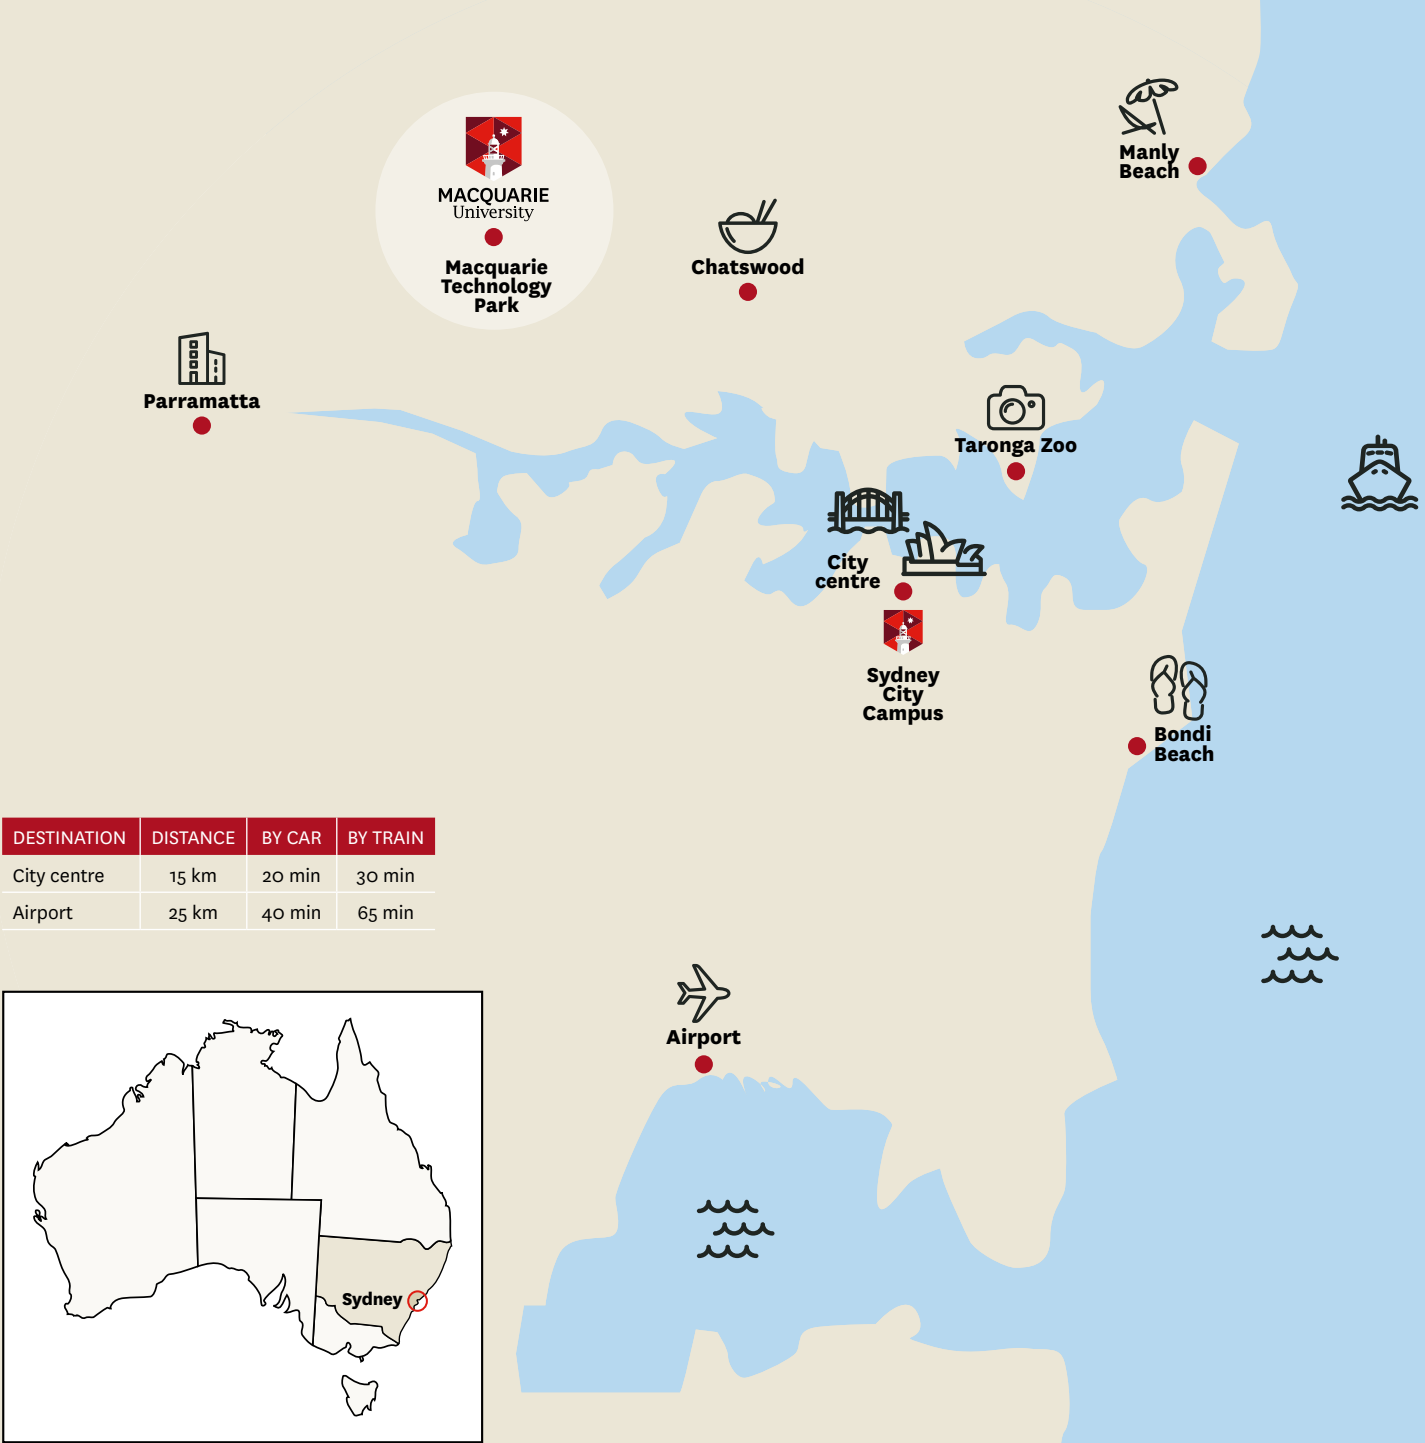 Manly
Beach
MACQUARIE
University
Macquarie
Technology
Park
Chatswood
Parramatta
Taronga Zoo
City
centre
Sydney
City
Campus
Bondi
Beach
DESTINATION DISTANCE BY CAR BY TRAIN
City centre 15 km 20 min 30 min
Airport 25 km 40 min 65 min
Airport
Sydney